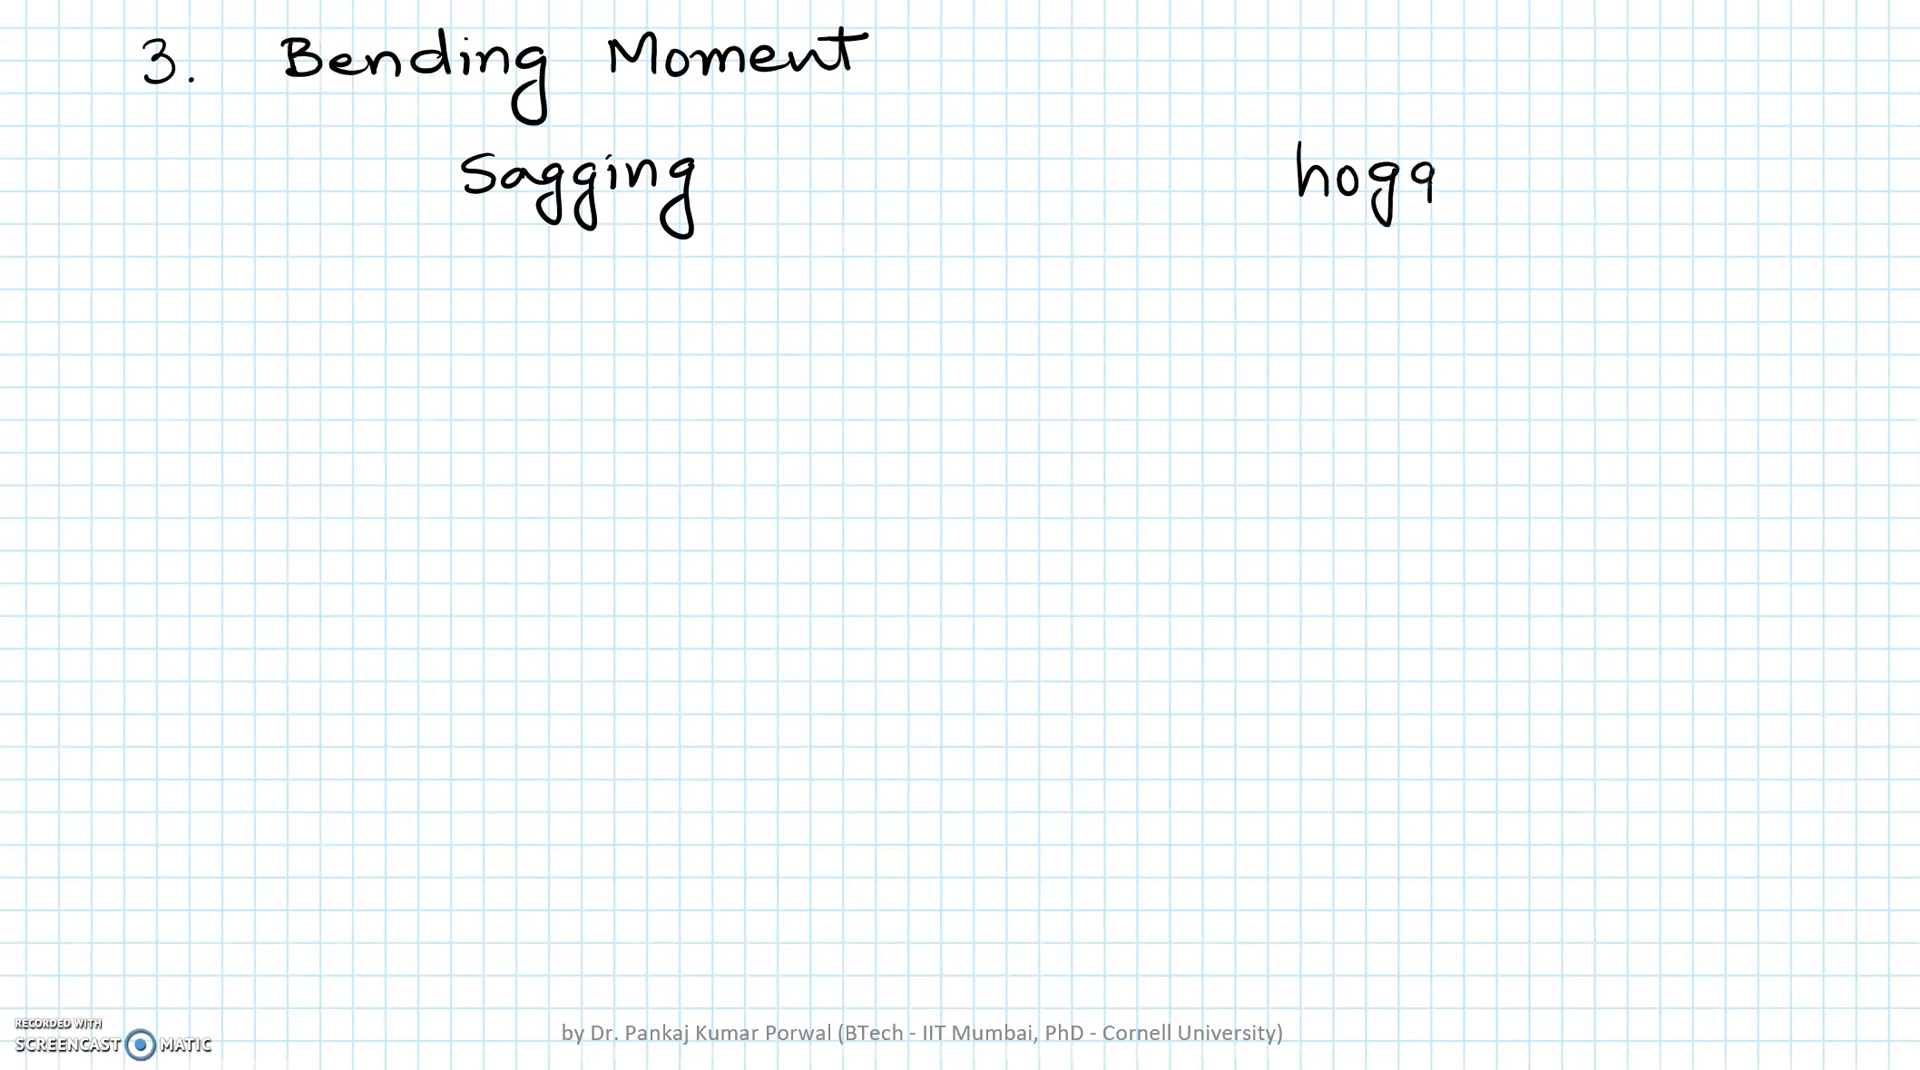 3. Bending Moment
Sagging hogg
by Dr. Pankaj Kumar Porwal (BTech - IIT Mumbai, PhD - Cornell University)
RECORDED WITH
SCREENCAST MATIC